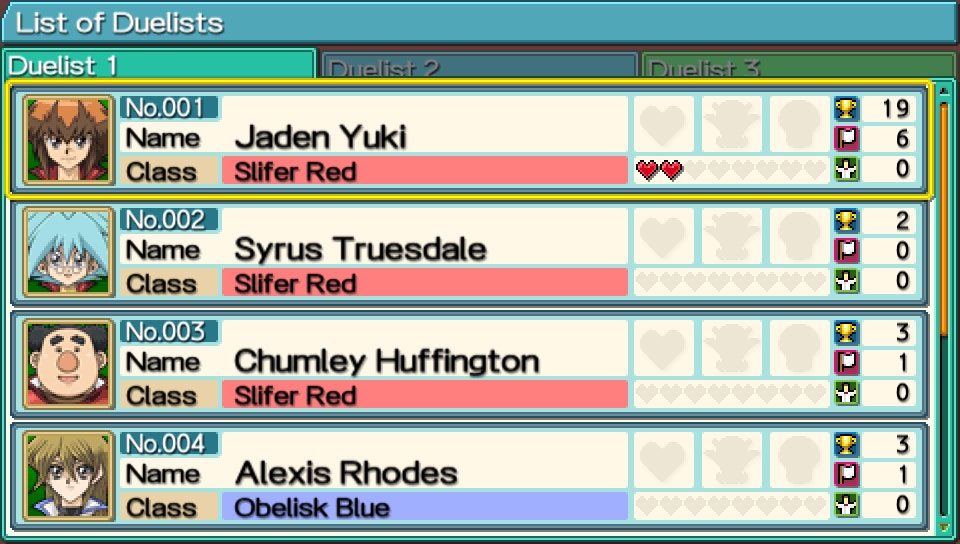 List of Duelists
Duelist 1
Duelist 2
Duelist 3
No.001
Name Jaden Yuki
Class Slifer Red
19
6
0
No.002
Name Syrus Truesdale
Class Slifer Red
2
0
0
No.003
Name Chumley Huffington
Class Slifer Red
3
1
0
No.004
Name Alexis Rhodes
Class Obelisk Blue
3
1
0